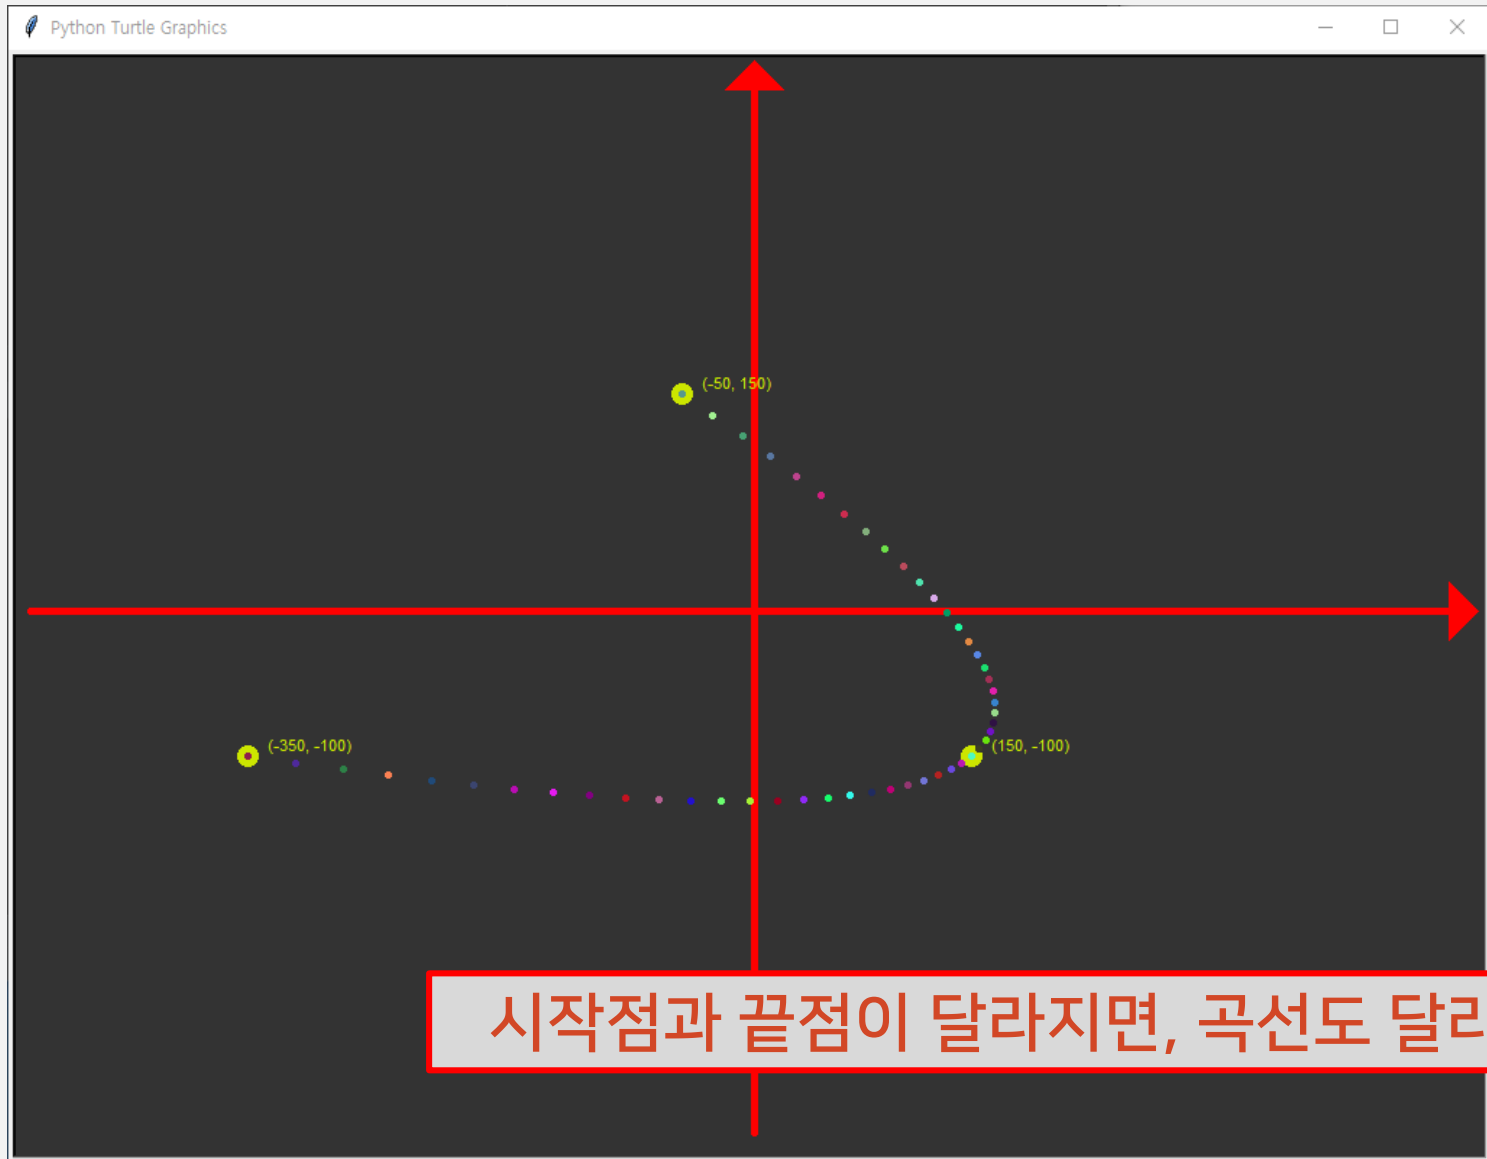 Python Turtle Graphics
(-50, 150)
(-350, -100)
(150, -100)
시작점과 끝점이 달라지면, 곡선도